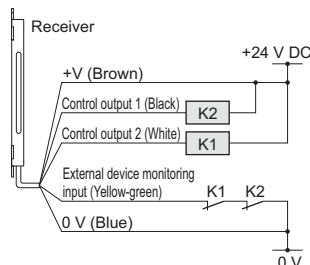 Receiver
+24 V DC
+V (Brown)
Control output 1 (Black)
K2
Control output 2 (White)
K1
External device monitoring
input (Yellow-green)
K1 K2
0 V (Blue)
0 V